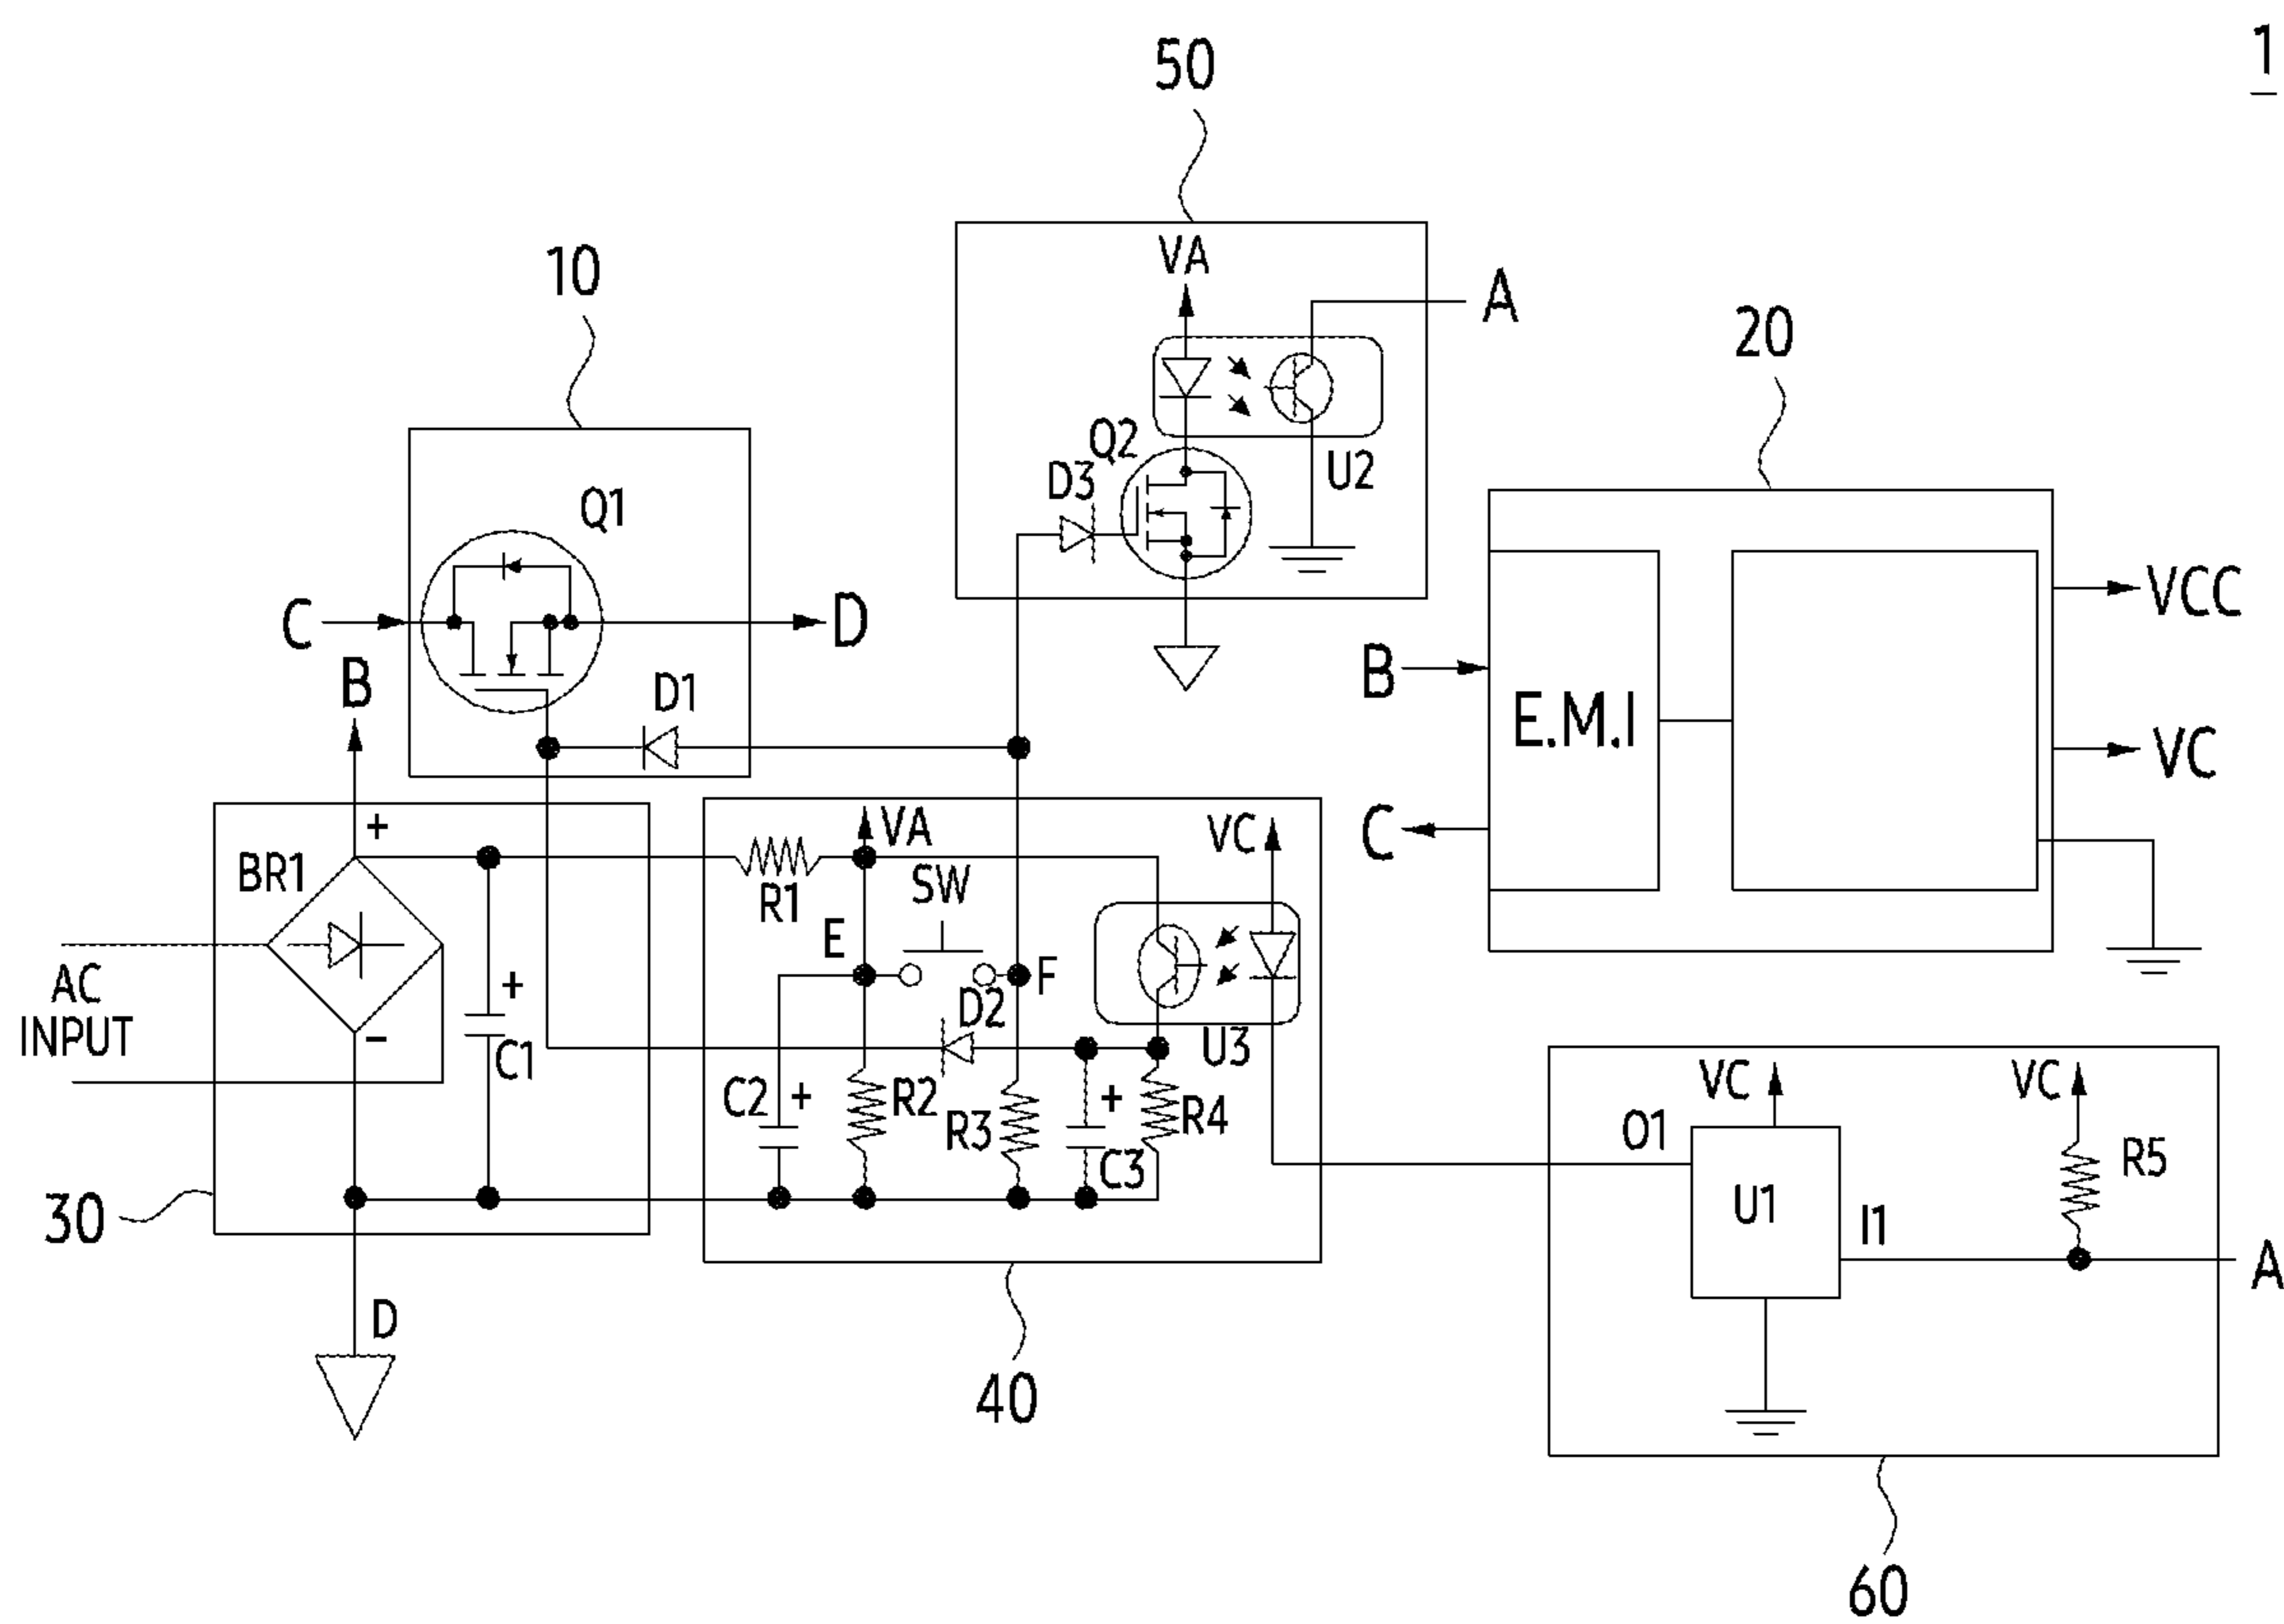 1
50
10
VA
A
20
Q2
D3
U2
Q1
C
D
B
D1
VCC
B
E.M.I
VC
C
+
VA
VC
BR1
R1
SW
E
F
AC
INPUT
-
+
C1
D2
U3
C2
+
R2
R3
+
R4
C3
VC
VC
O1
R5
U1
I1
A
30
D
40
60